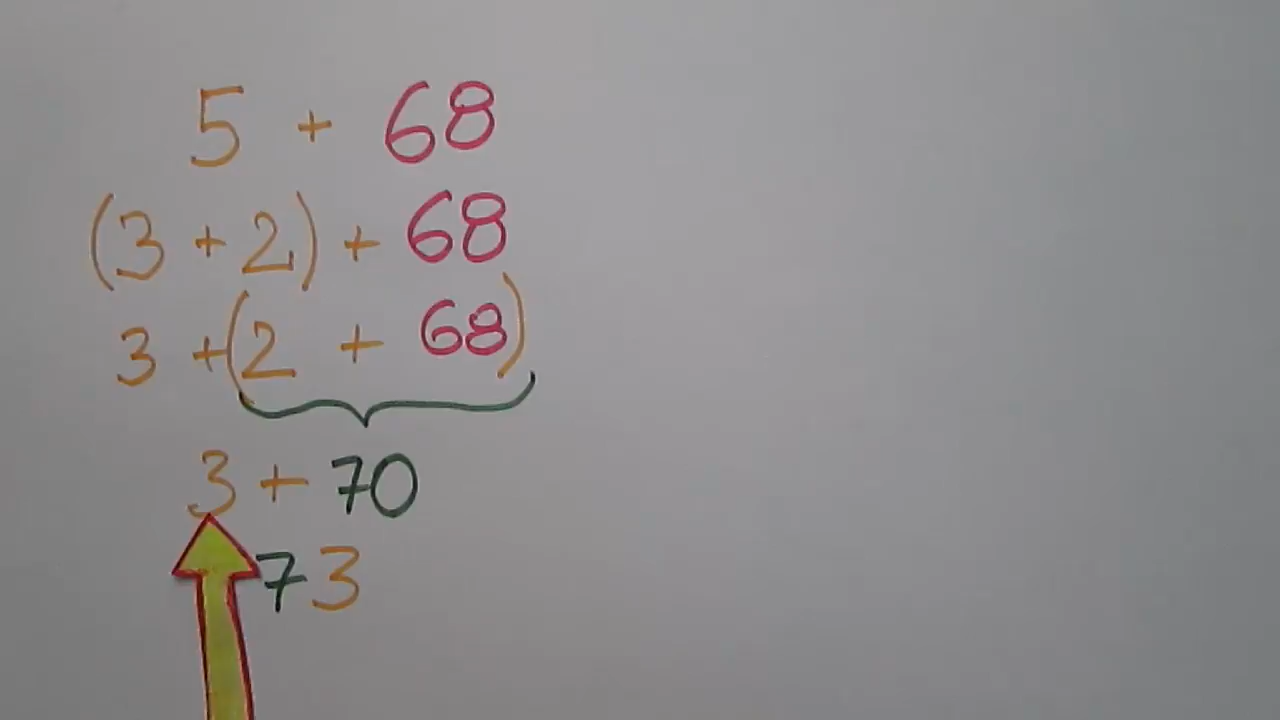 5 + 68
(3 + 2) + 68
3 + (2 + 68)
3 + 70
73